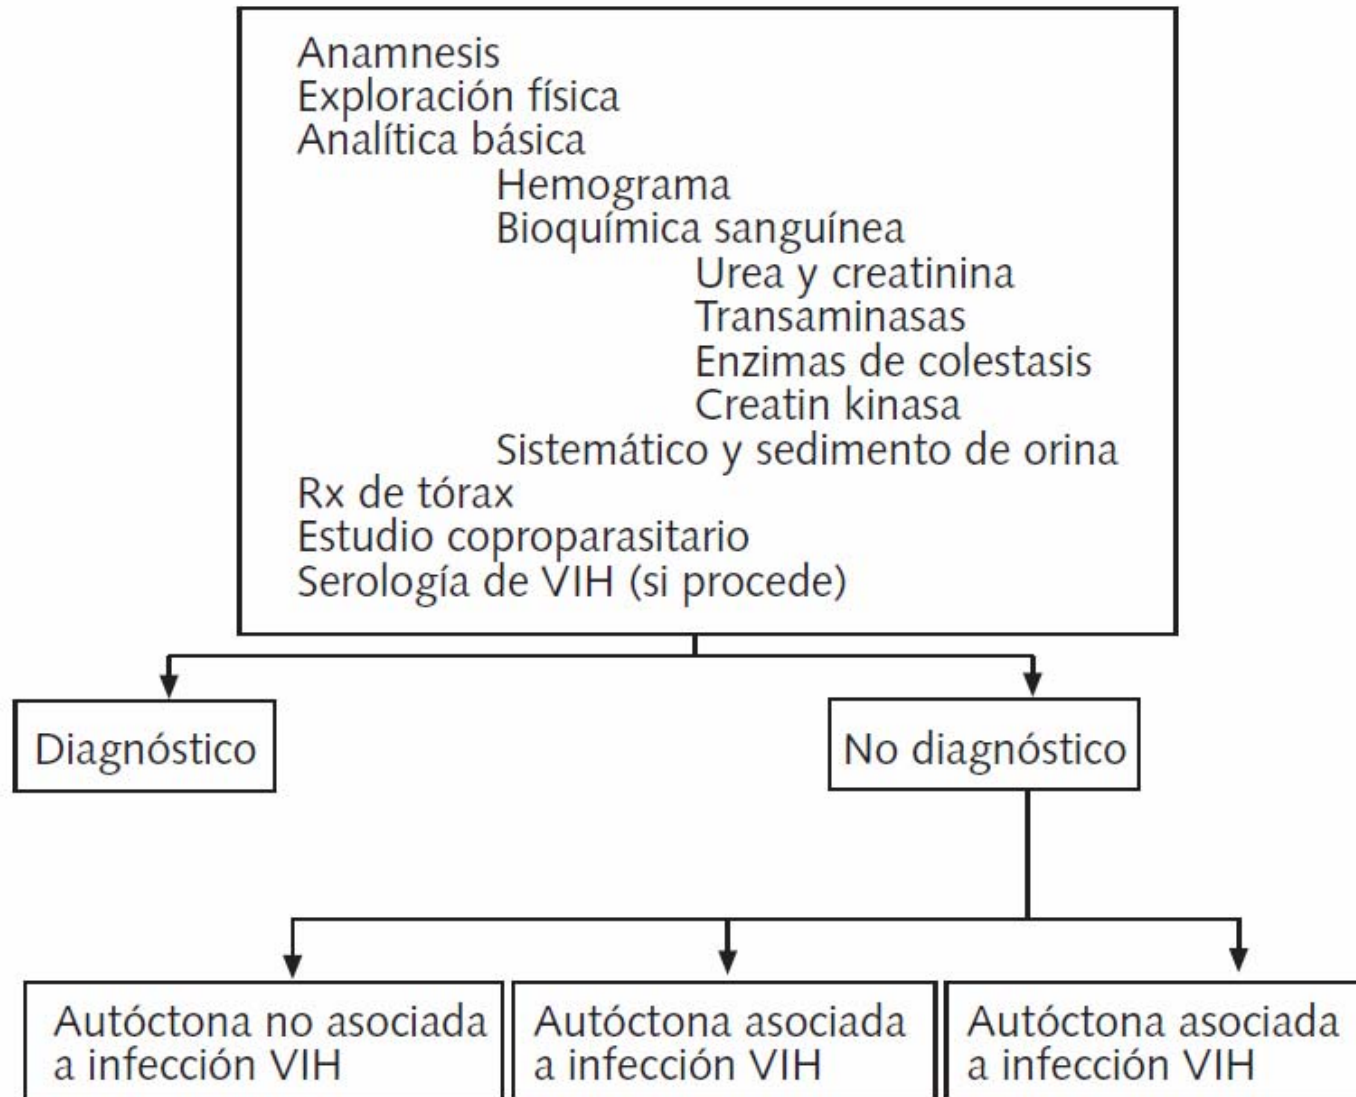 Anamnesis
Exploración física
Analítica básica
Hemograma
Bioquímica sanguínea
Urea y creatinina
Transaminasas
Enzimas de colestasis
Creatin kinasa
Sistemático y sedimento de orina
Rx de tórax
Estudio coproparasitario
Serología de VIH (si procede)
Diagnóstico
No diagnóstico
Autóctona no asociada
a infección VIH
Autóctona asociada
a infección VIH
Autóctona asociada
a infección VIH